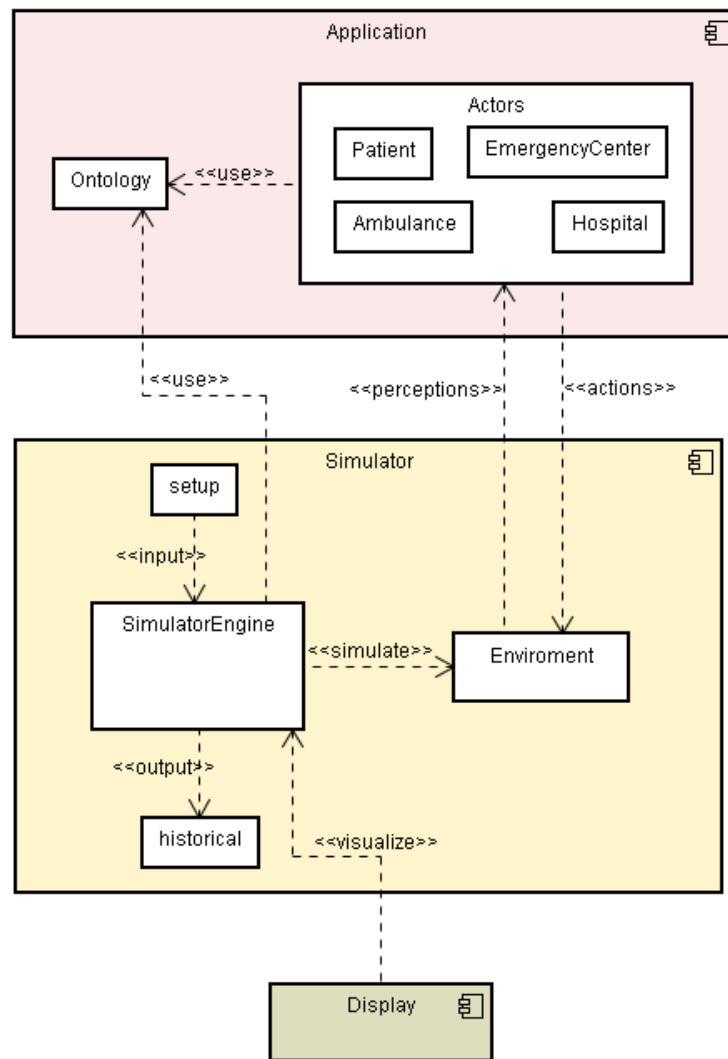 Application
Actors
Patient
EmergencyCenter
Ontology
<<use>>
Ambulance
Hospital
<<use>>
<<perceptions>>
<<actions>>
Simulator
setup
<<input>>
SimulatorEngine
<<simulate>>
Enviroment
<<output>>
historical
<<visualize>>
Display